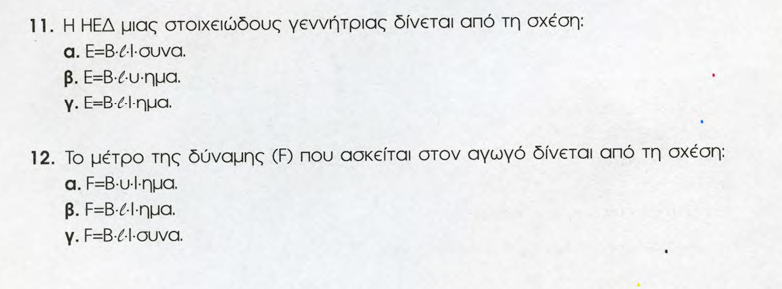 11. Η ΗΕΔ μιας στοιχειώδους γεννήτριας δίνεται από τη σχέση:
α. Ε=Β·ℓ·Ι·συνα.
β. Ε=Β·ℓ·υ·ημα.
γ. Ε=Β·ℓ·Ι·ημα.
12. Το μέτρο της δύναμης (F) που ασκείται στον αγωγό δίνεται από τη σχέση:
α. F=Β·υ·Ι·ημα.
β. F=Β·ℓ·Ι·ημα.
γ. F=Β·ℓ·Ι·συνα.